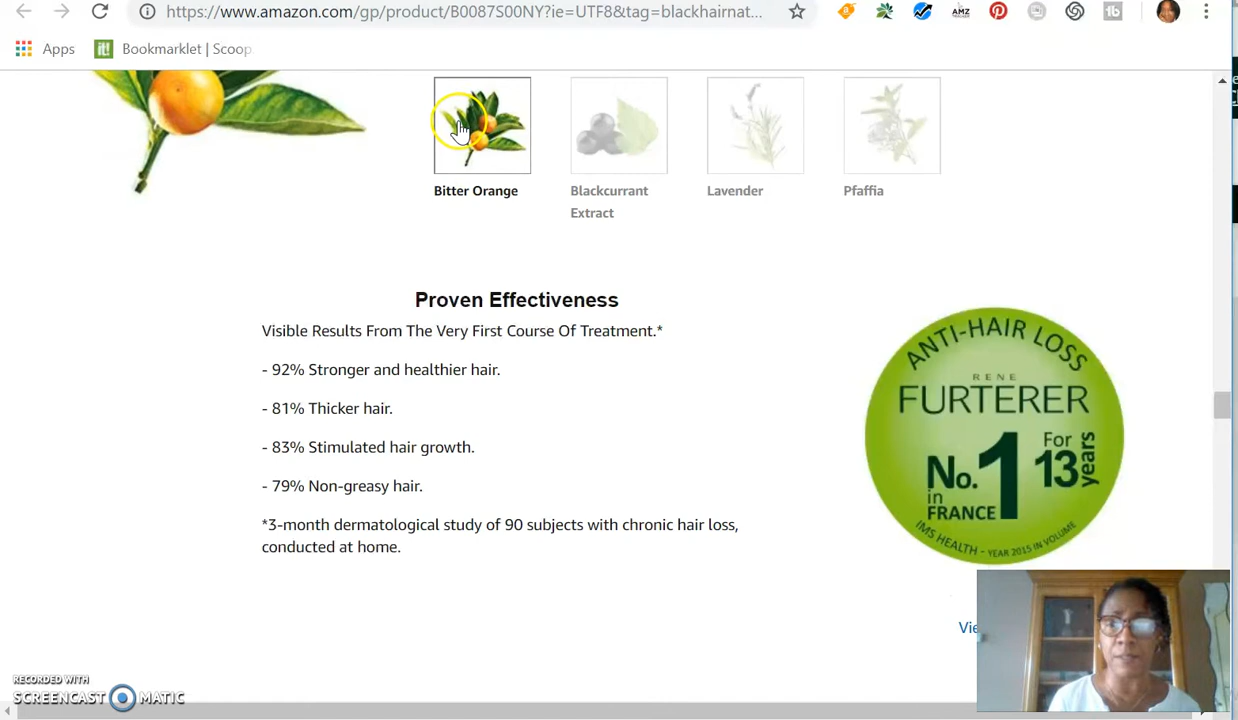 https://www.amazon.com/gp/product/B0087S00NY?ie=UTF8&tag=blackhairnat...
AMZ
Apps
it!
Bookmarklet | Scoop
Bitter Orange
Blackcurrant
Extract
Lavender
Pfaffia
Proven Effectiveness
Visible Results From The Very First Course Of Treatment.*
- 92% Stronger and healthier hair.
- 81% Thicker hair.
- 83% Stimulated hair growth.
- 79% Non-greasy hair.
*3-month dermatological study of 90 subjects with chronic hair loss,
conducted at home.
ANTI-HAIR LOSS
RENE
FURTERER
No. 1 For
13 years
in
FRANCE
IMS HEALTH - YEAR 2015 IN VOLUME
RECORDED WITH
SCREENCAST MATIC